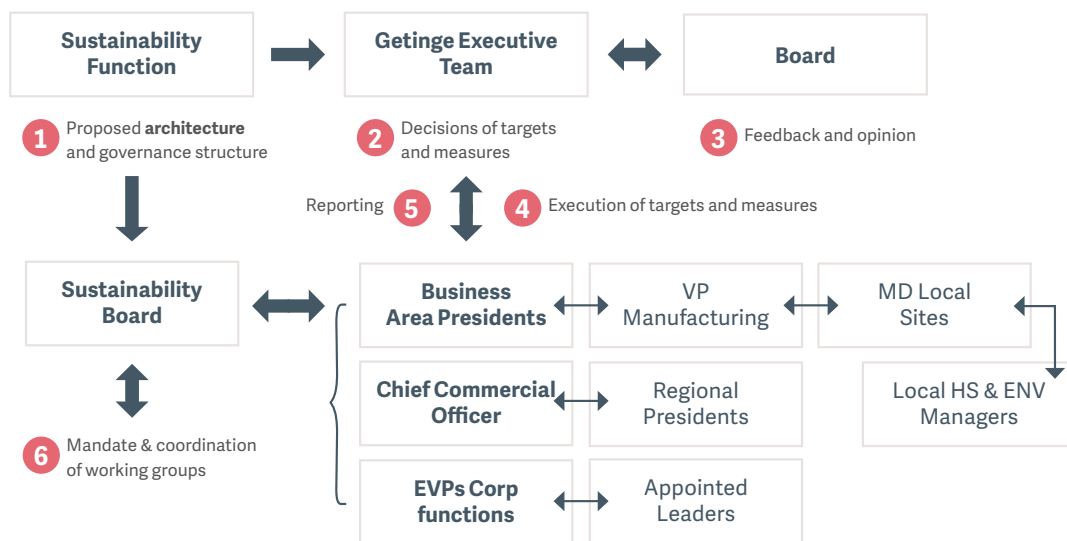 Sustainability
Function
Getinge Executive
Team
Board
1
Proposed architecture
and governance structure
2
Decisions of targets
and measures
3
Feedback and opinion
Reporting
5
4
Execution of targets and measures
Sustainability
Board
Business
Area Presidents
VP
Manufacturing
MD Local
Sites
Chief Commercial
Officer
Regional
Presidents
Local HS & ENV
Managers
6
Mandate & coordination
of working groups
EVPs Corp
functions
Appointed
Leaders